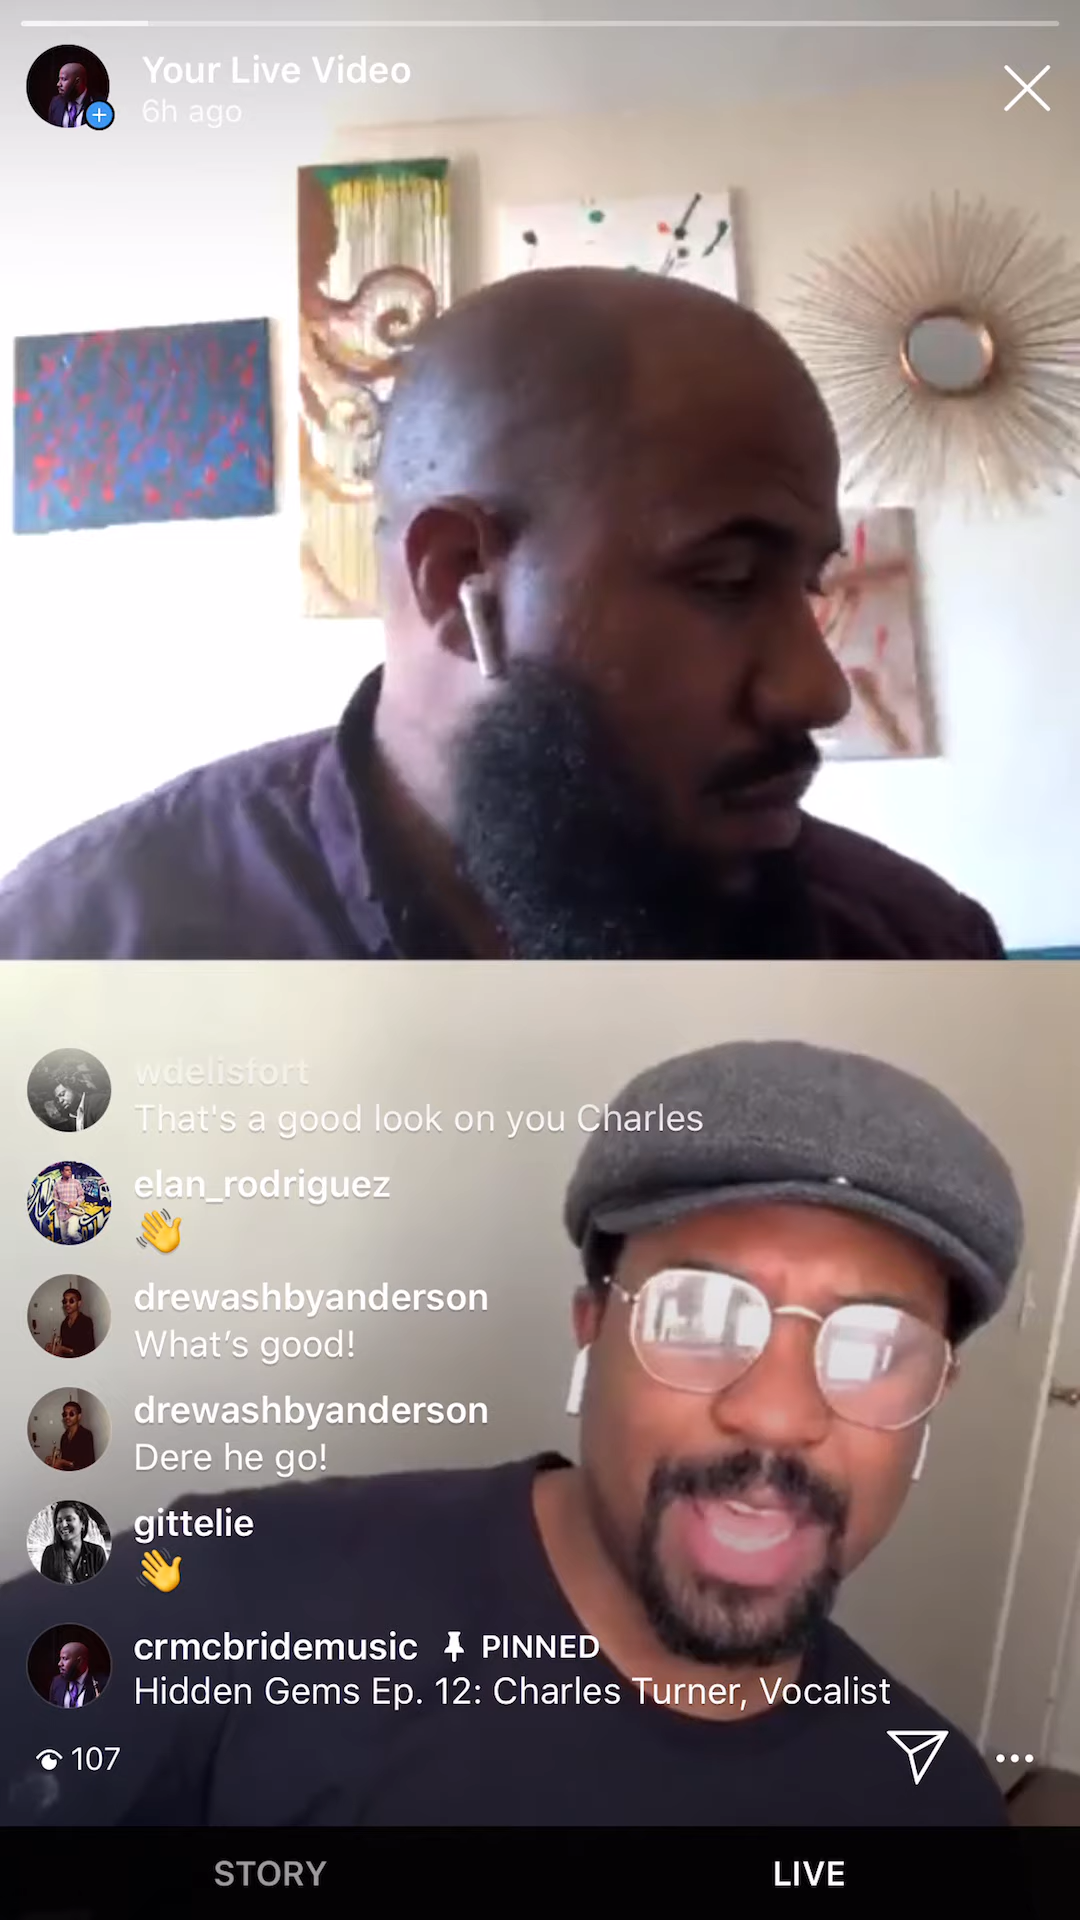 Your Live Video
6h ago
wdelisfort
That's a good look on you Charles
elan_rodriguez
👋
drewashbyanderson
What’s good!
drewashbyanderson
Dere he go!
gittelie
👋
crmcbridemusic PINNED
Hidden Gems Ep. 12: Charles Turner, Vocalist
107
STORY LIVE